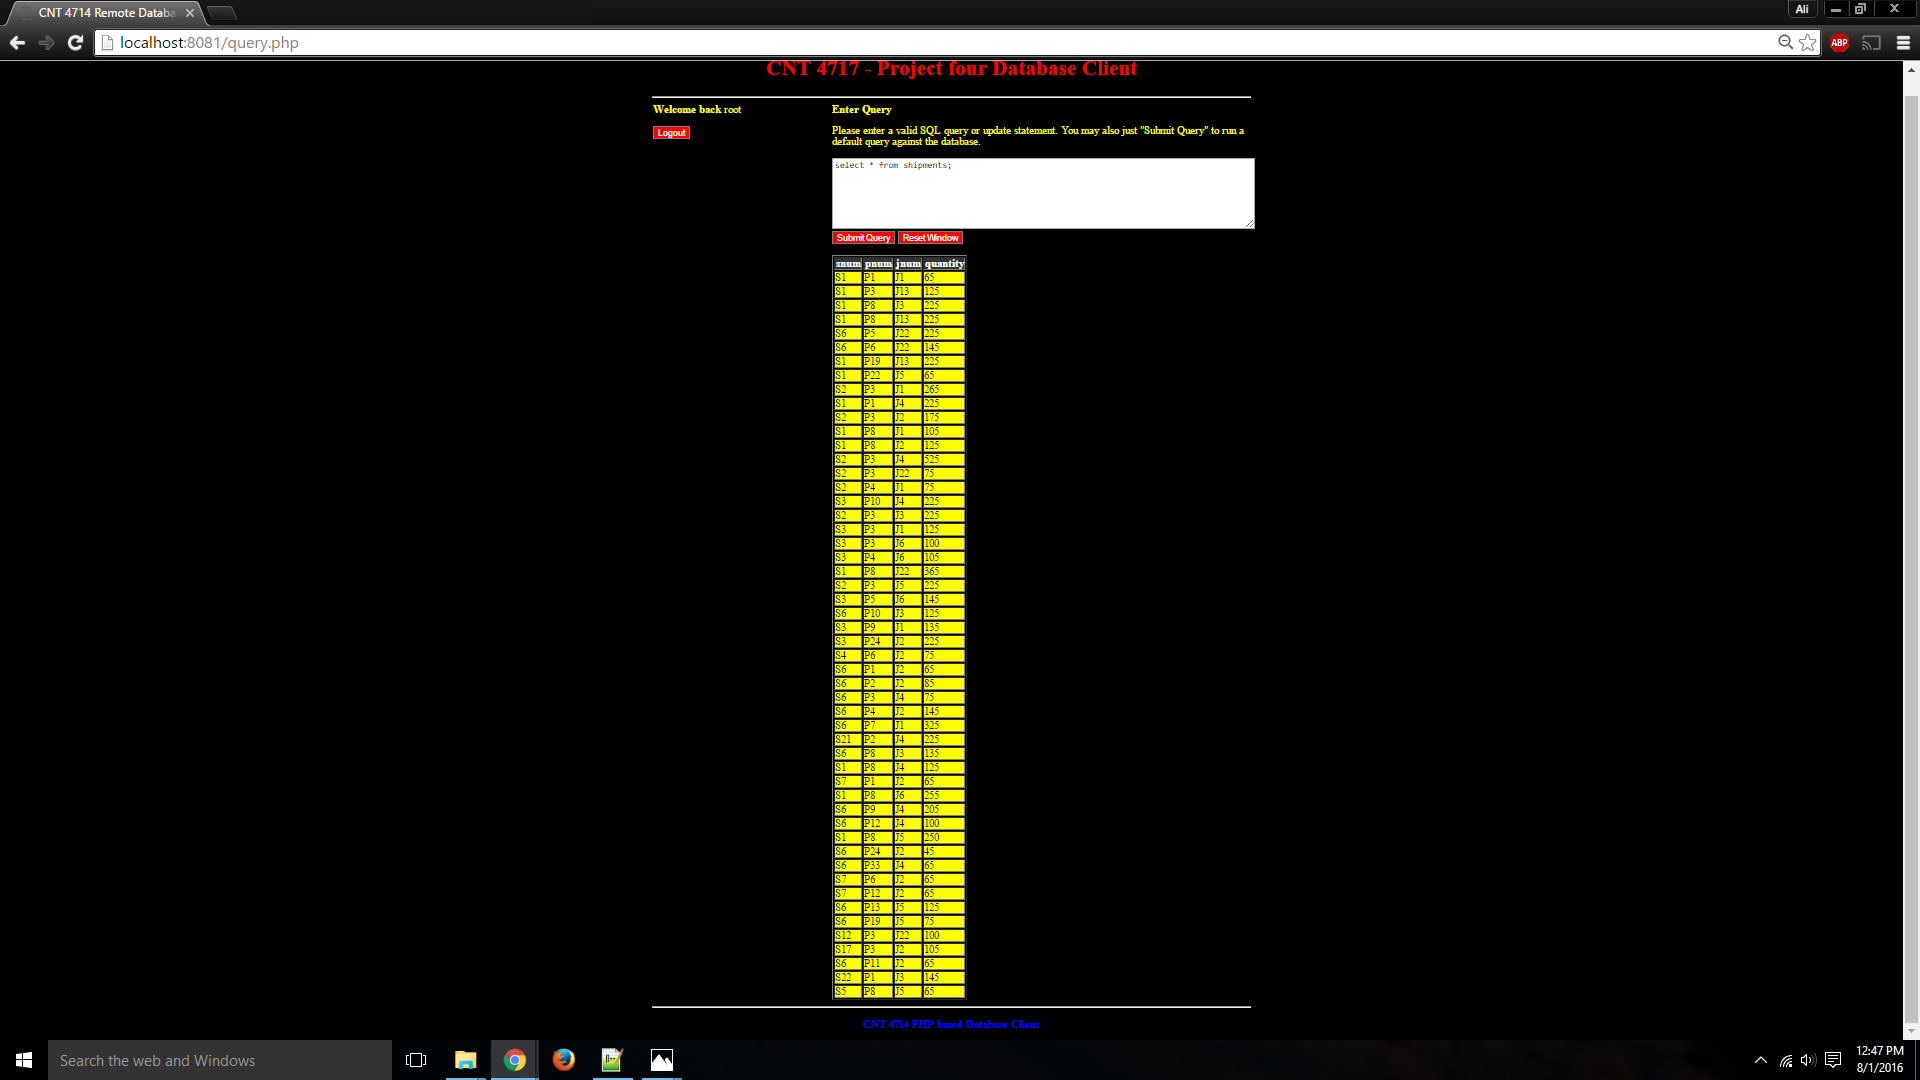 CNT 4714 Remote Databa
Ali
localhost:8081/query.php
ABP
CNT 4717 - Project four Database Client
Welcome back root
Logout
Enter Query
Please enter a valid SQL query or update statement. You may also just "Submit Query" to run a
default query against the database.
select * from shipments;
Submit Query Reset Window
snum pnum jnum quantity
S1 P1 J1 65
S1 P3 J13 125
S1 P8 J3 225
S1 P8 J13 225
S6 P5 J22 225
S6 P6 J22 145
S1 P19 J13 225
S1 P22 J5 65
S2 P3 J1 265
S1 P1 J4 225
S2 P3 J2 175
S1 P8 J1 105
S1 P8 J2 125
S2 P3 J4 525
S2 P3 J22 75
S2 P4 J1 75
S3 P10 J4 225
S2 P3 J3 225
S3 P3 J1 125
S3 P3 J6 100
S3 P4 J6 105
S1 P8 J22 365
S2 P3 J5 225
S3 P5 J6 145
S6 P10 J3 125
S3 P9 J1 135
S3 P24 J2 225
S4 P6 J2 75
S6 P1 J2 65
S6 P2 J2 85
S6 P3 J4 75
S6 P4 J2 145
S6 P7 J1 325
S21 P2 J4 225
S6 P8 J3 135
S1 P8 J4 125
S7 P1 J2 65
S1 P8 J6 255
S6 P9 J4 205
S6 P12 J4 100
S1 P8 J5 250
S6 P24 J2 45
S6 P33 J4 65
S7 P6 J2 65
S7 P12 J2 65
S6 P13 J5 125
S6 P19 J5 75
S12 P3 J22 100
S17 P3 J2 105
S6 P11 J2 65
S22 P1 J3 145
S5 P8 J5 65
CNT 4714 PHP based Database Client
Search the web and Windows
12:47 PM
8/1/2016